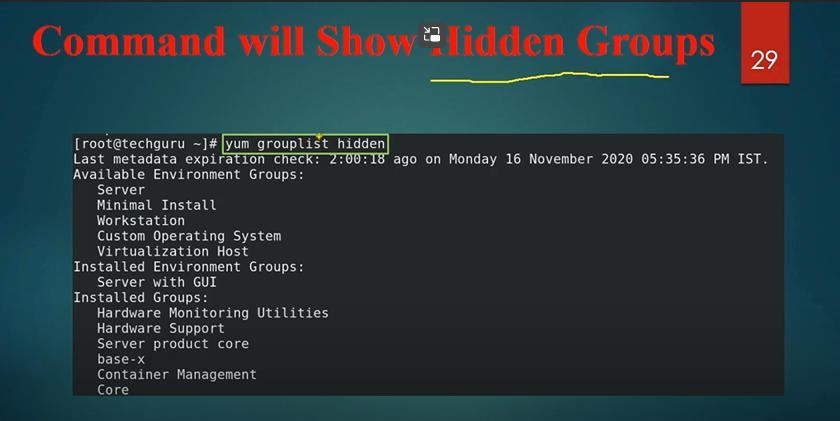 Command will Show Hidden Groups
29
[root@techguru ~]# yum grouplist hidden
Last metadata expiration check: 2:00:18 ago on Monday 16 November 2020 05:35:36 PM IST.
Available Environment Groups:
Server
Minimal Install
Workstation
Custom Operating System
Virtualization Host
Installed Environment Groups:
Server with GUI
Installed Groups:
Hardware Monitoring Utilities
Hardware Support
Server product core
base-x
Container Management
Core